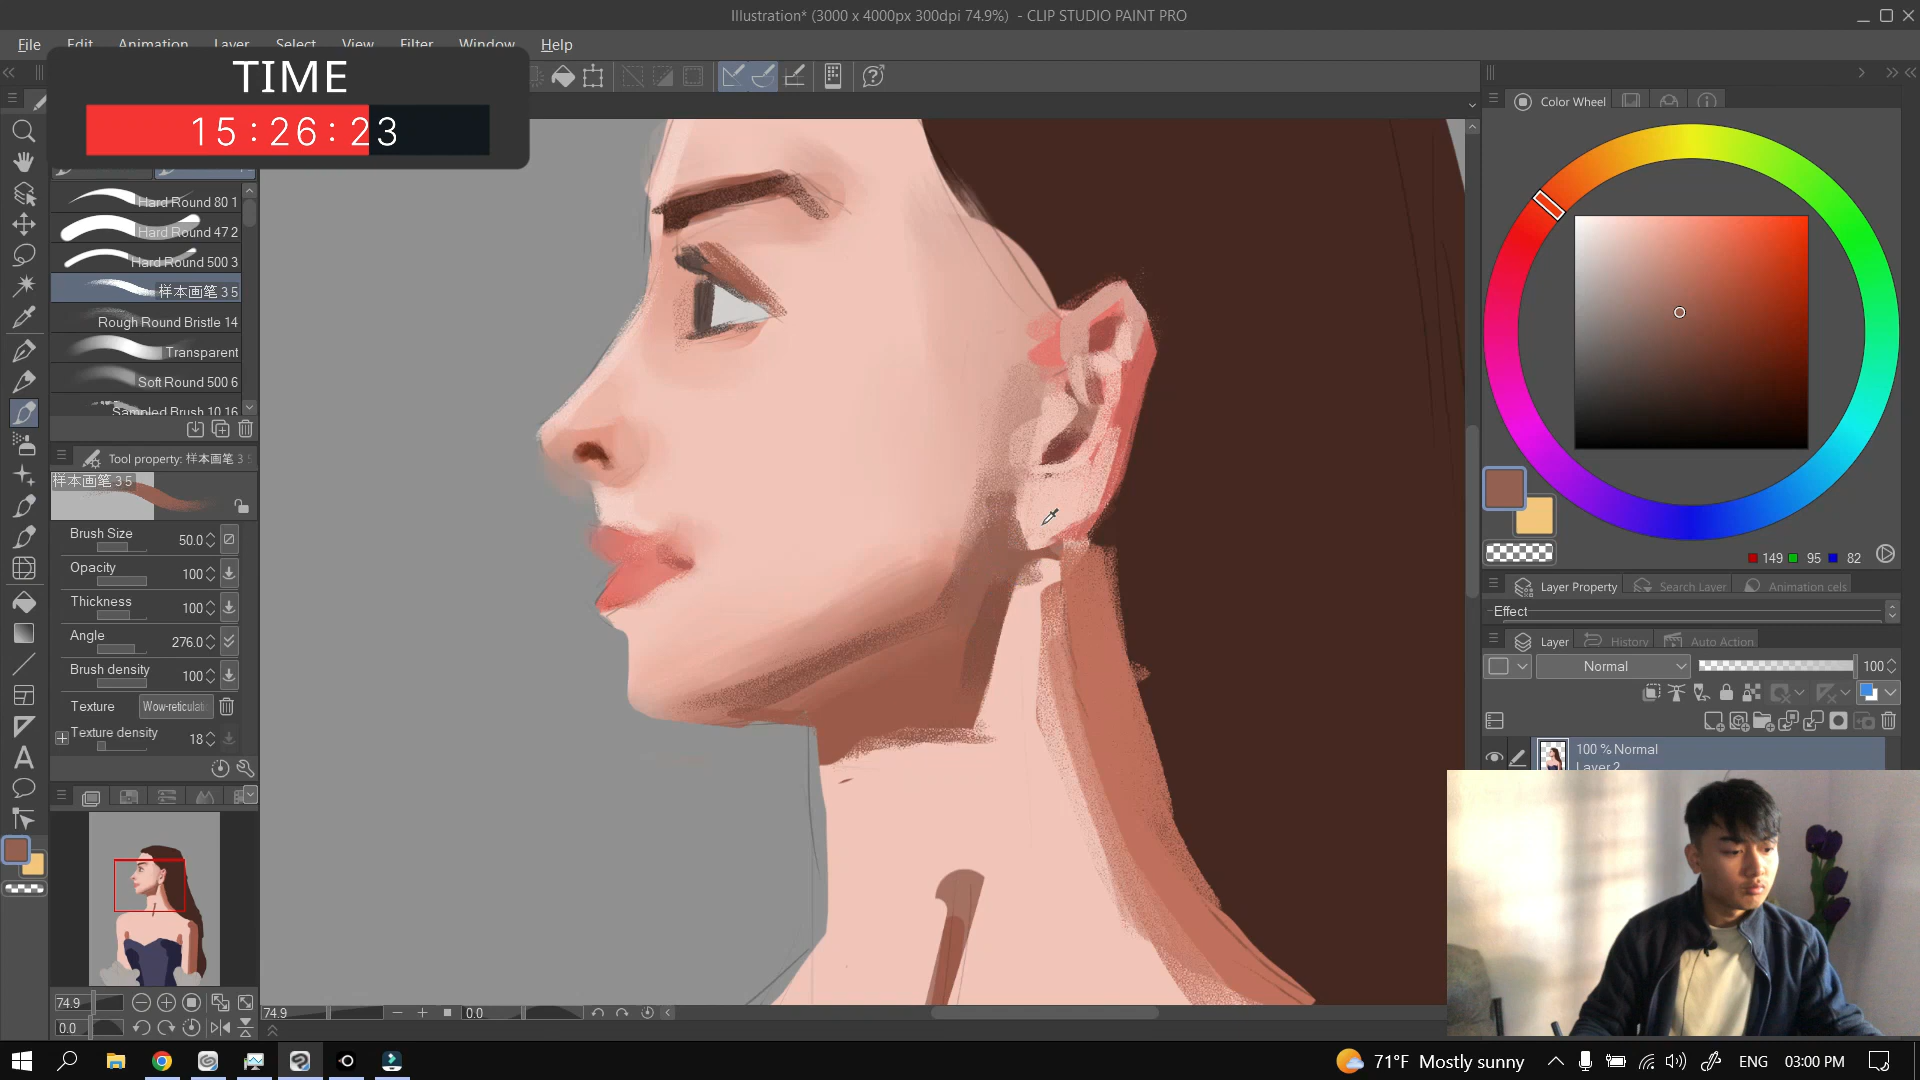 Illustration* (3000 x 4000px 300dpi 74.9%) - CLIP STUDIO PAINT PRO
File Edit Animation Layer Select View Filter Window Help
TIME
15:26:23
Hard Round 80 1
Hard Round 47 2
Hard Round 500 3
样本画笔 3 5
Rough Round Bristle 14
Transparent
Soft Round 500 6
Sampled Brush 10 16
Tool property: 样本画笔 3 5
样本画笔 3 5
Brush Size 50.0
Opacity 100
Thickness 100
Angle 276.0
Brush density 100
Texture Wow-reticulati
Texture density 18
74.9
0.0
74.9 0.0
Color Wheel
149 95 82
Layer Property Search Layer Animation cels
Effect
Layer History Auto Action
Normal 100
100 % Normal
Layer 2
71°F Mostly sunny ENG 03:00 PM